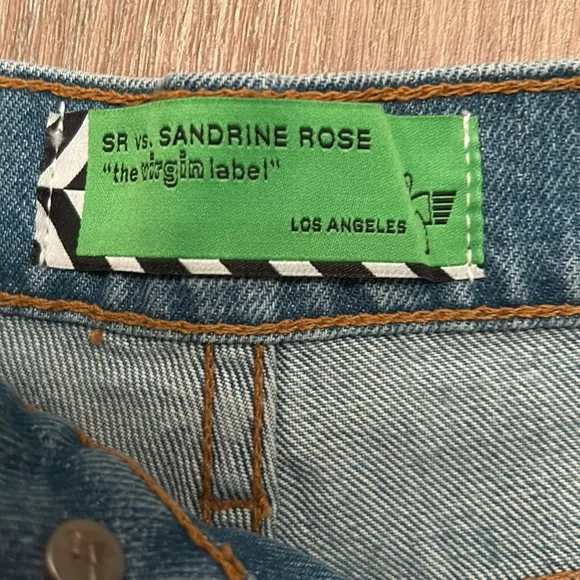 SR vs. SANDRINE ROSE
"the virgin label"
LOS ANGELES